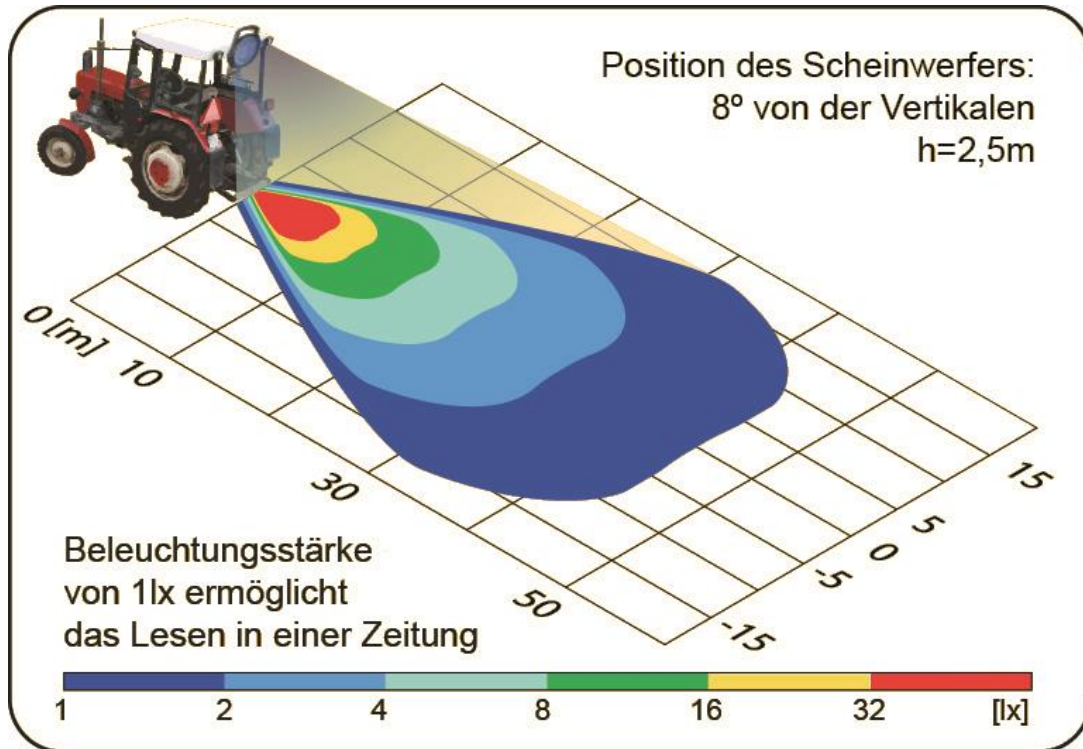 Position des Scheinwerfers:
8º von der Vertikalen
h=2,5m
0 [m]
10
30
50
15
5
0
-5
-15
Beleuchtungsstärke
von 1lx ermöglicht
das Lesen in einer Zeitung
1 2 4 8 16 32 [lx]